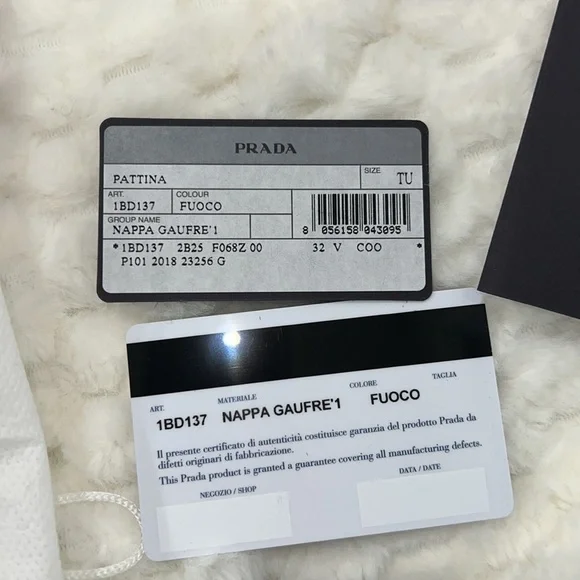 PRADA
PATTINA SIZE TU
ART. COLOUR
1BD137 FUOCO
GROUP NAME
NAPPA GAUFRE'1 8 056158 043095
*1BD137 2B25 F068Z 00 32 V COO *
P101 2018 23256 G
ART. MATERIALE COLORE TAGLIA
1BD137 NAPPA GAUFRE'1 FUOCO
Il presente certificato di autenticità costituisce garanzia del prodotto Prada da
difetti originari di fabbricazione.
This Prada product is granted a guarantee covering all manufacturing defects.
NEGOZIO / SHOP DATA / DATE